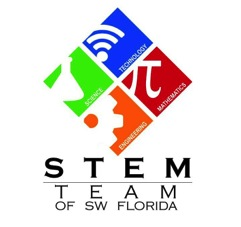 TECHNOLOGY
SCIENCE
π
MATHEMATICS
ENGINEERING
STEM
TEAM
OF SW FLORIDA